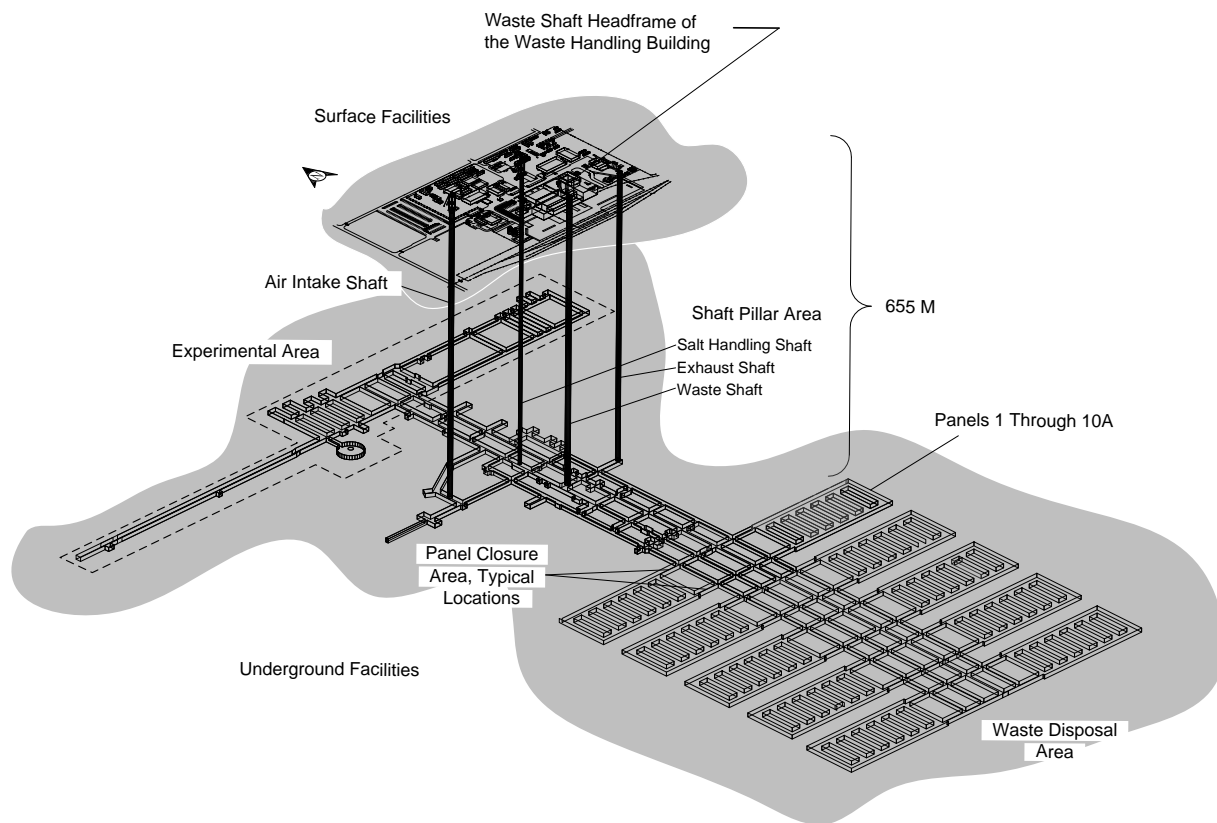 Waste Shaft Headframe of
the Waste Handling Building
Surface Facilities
N
Air Intake Shaft
Shaft Pillar Area
655 M
Salt Handling Shaft
Experimental Area
Exhaust Shaft
Waste Shaft
Panels 1 Through 10A
Panel Closure
Area, Typical
Locations
Underground Facilities
Waste Disposal
Area